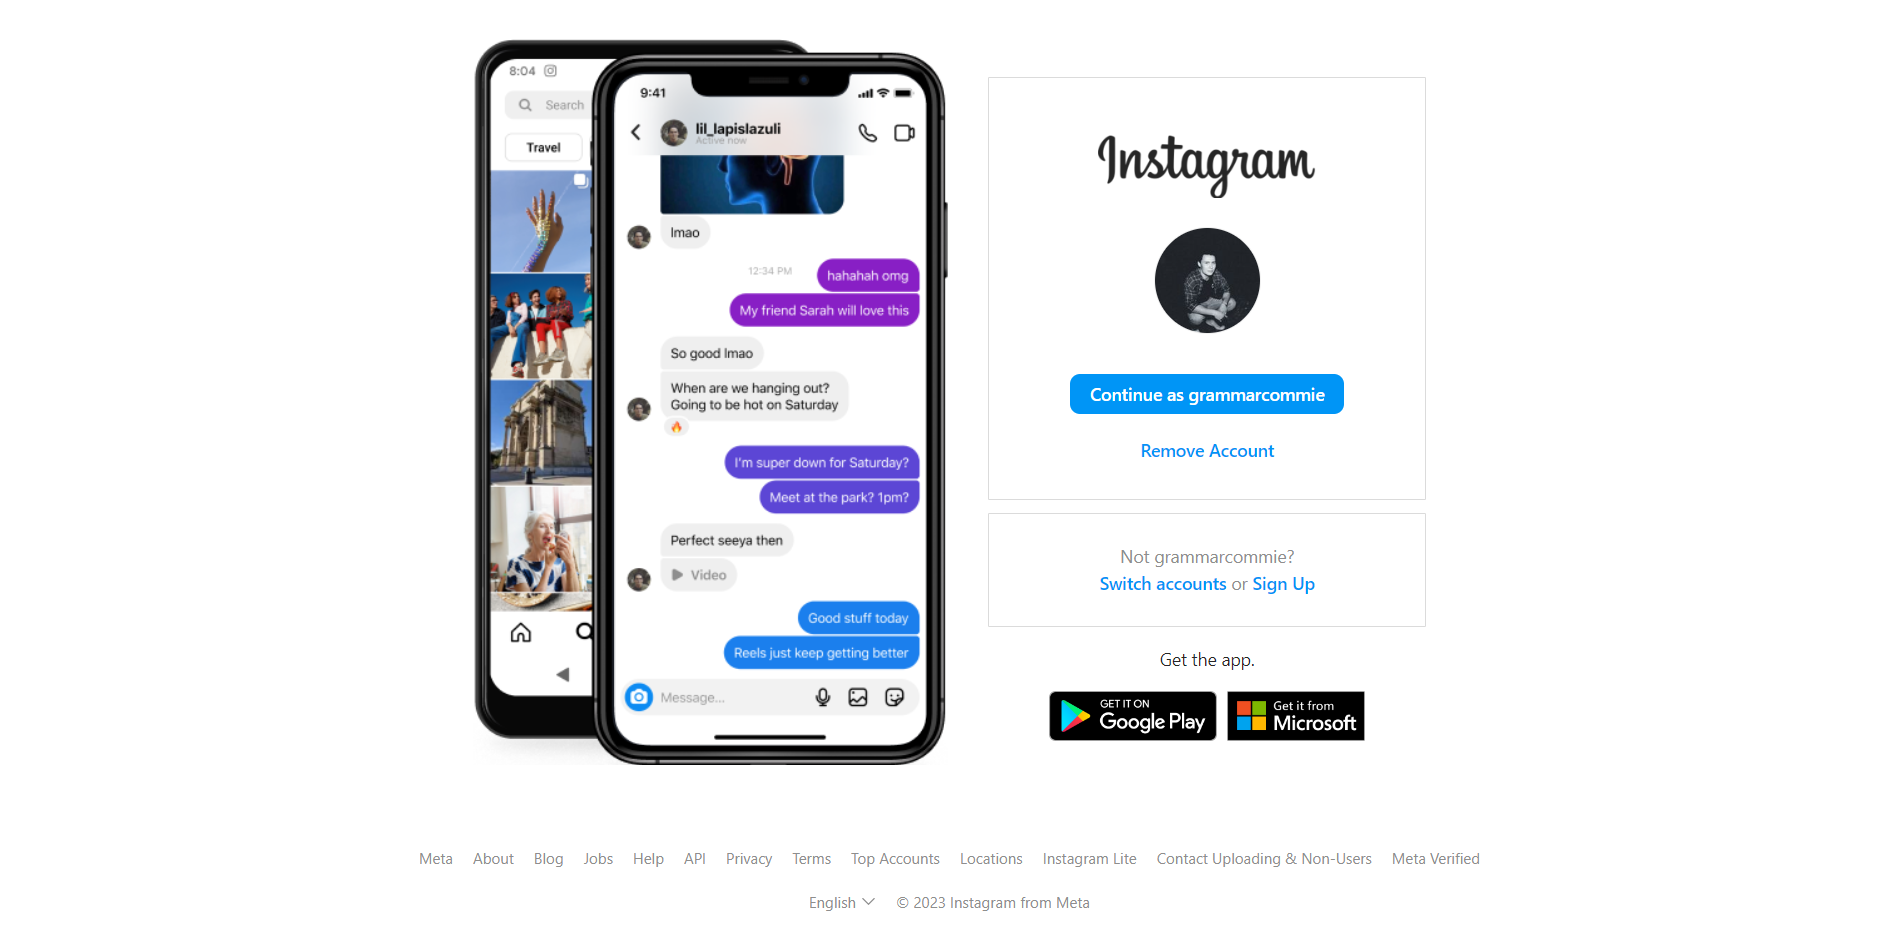 8:04
Search
Travel
9:41
lil_lapislazuli
Active now
lmao
12:34 PM
hahahah omg
My friend Sarah will love this
So good lmao
When are we hanging out?
Going to be hot on Saturday
I'm super down for Saturday?
Meet at the park? 1pm?
Perfect seeya then
Video
Good stuff today
Reels just keep getting better
Message...
Instagram
Continue as grammarcommie
Remove Account
Not grammarcommie?
Switch accounts or Sign Up
Get the app.
GET IT ON
Google Play
Get it from
Microsoft
Meta About Blog Jobs Help API Privacy Terms Top Accounts Locations Instagram Lite Contact Uploading & Non-Users Meta Verified
English © 2023 Instagram from Meta